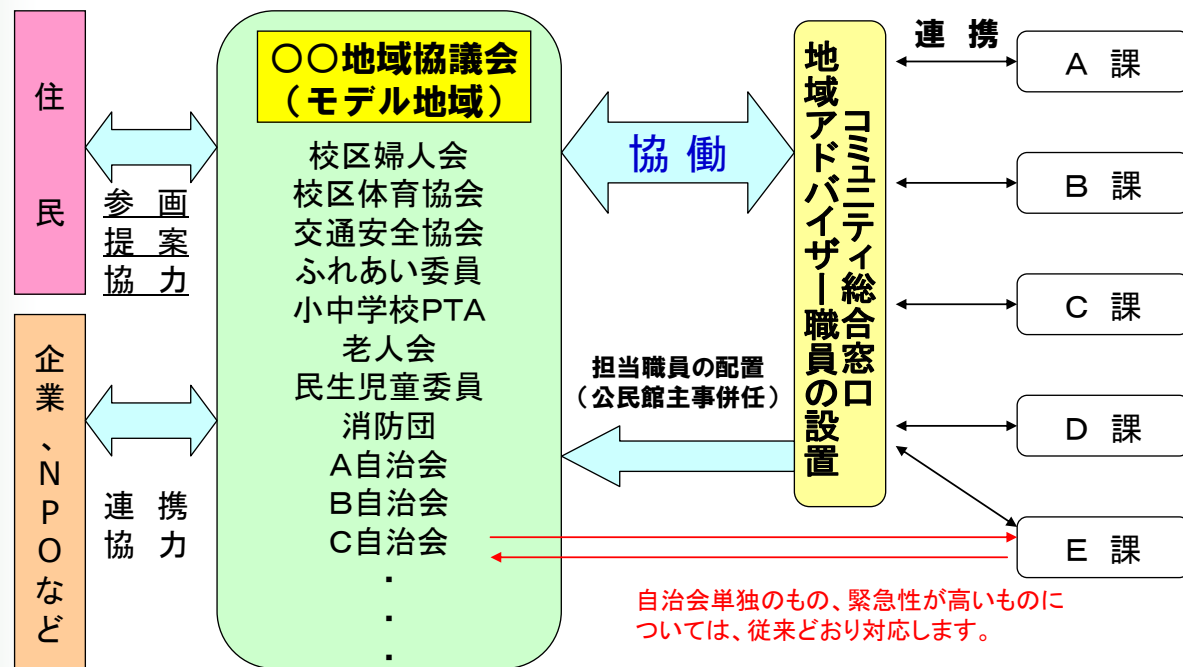 住民
参画
提案
協力
企業、NPOなど
連携
協力
○○地域協議会
（モデル地域）
校区婦人会
校区体育協会
交通安全協会
ふれあい委員
小中学校PTA
老人会
民生児童委員
消防団
A自治会
B自治会
C自治会
・
・
・
協働
担当職員の配置
（公民館主事併任）
コミュニティ総合窓口
地域アドバイザー職員の設置
連携
A課
B課
C課
D課
E課
自治会単独のもの、緊急性が高いものに
ついては、従来どおり対応します。